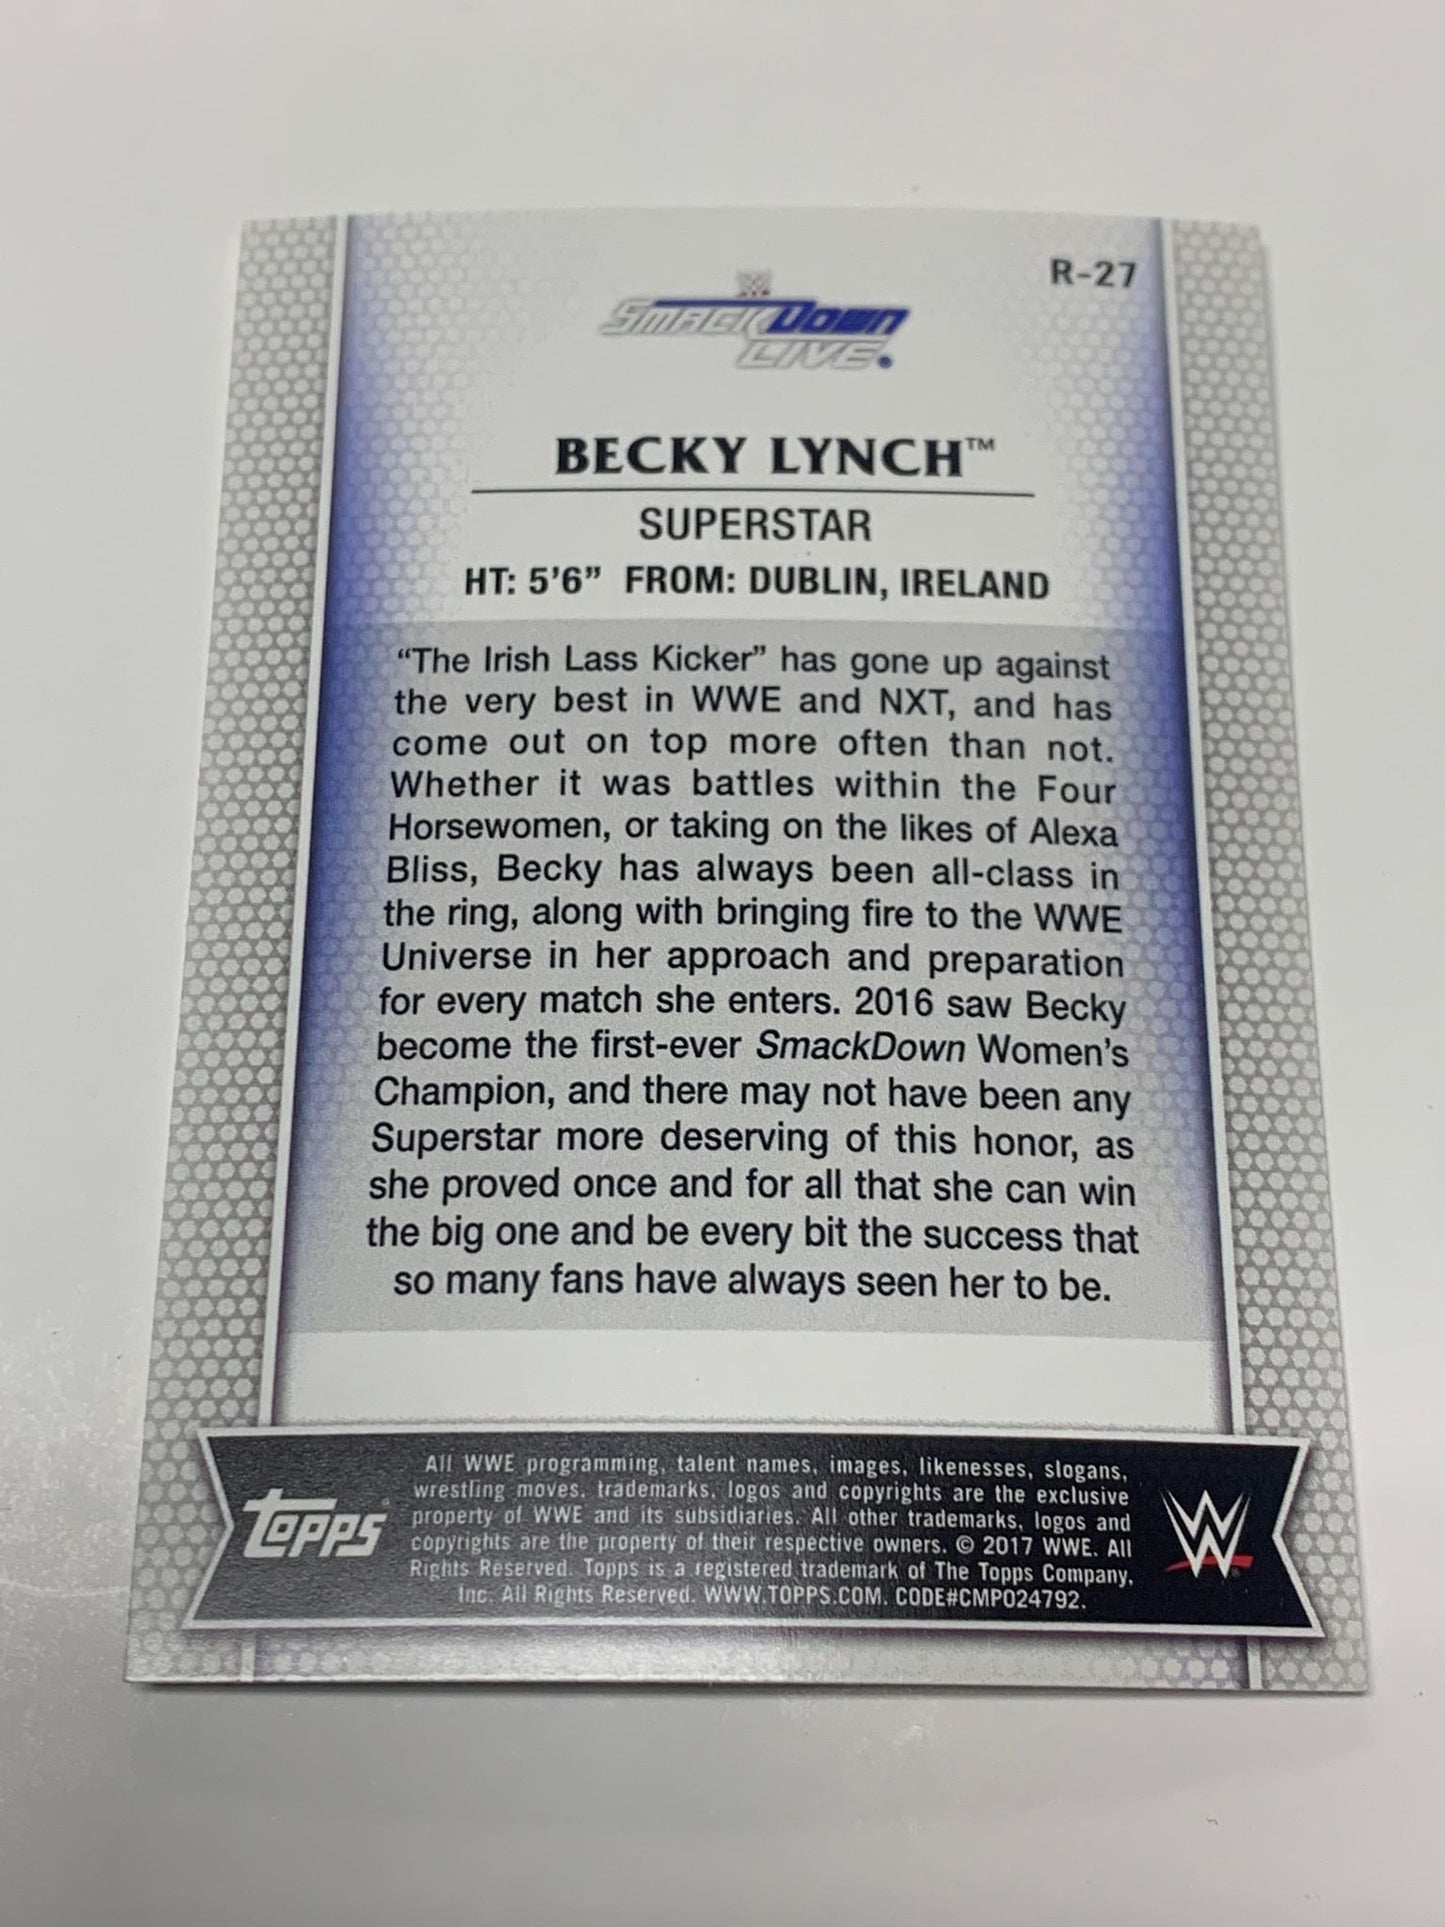 R-27
W
SMACKDOWN
LIVE.
BECKY LYNCH™
SUPERSTAR
HT: 5'6” FROM: DUBLIN, IRELAND
“The Irish Lass Kicker” has gone up against
the very best in WWE and NXT, and has
come out on top more often than not.
Whether it was battles within the Four
Horsewomen, or taking on the likes of Alexa
Bliss, Becky has always been all-class in
the ring, along with bringing fire to the WWE
Universe in her approach and preparation
for every match she enters. 2016 saw Becky
become the first-ever SmackDown Women's
Champion, and there may not have been any
Superstar more deserving of this honor, as
she proved once and for all that she can win
the big one and be every bit the success that
so many fans have always seen her to be.
Topps
All WWE programming, talent names, images, likenesses, slogans,
wrestling moves, trademarks, logos and copyrights are the exclusive
property of WWE and its subsidiaries. All other trademarks, logos and
copyrights are the property of their respective owners. © 2017 WWE. All
Rights Reserved. Topps is a registered trademark of The Topps Company,
Inc. All Rights Reserved. WWW.TOPPS.COM. CODE#CMP024792.
W